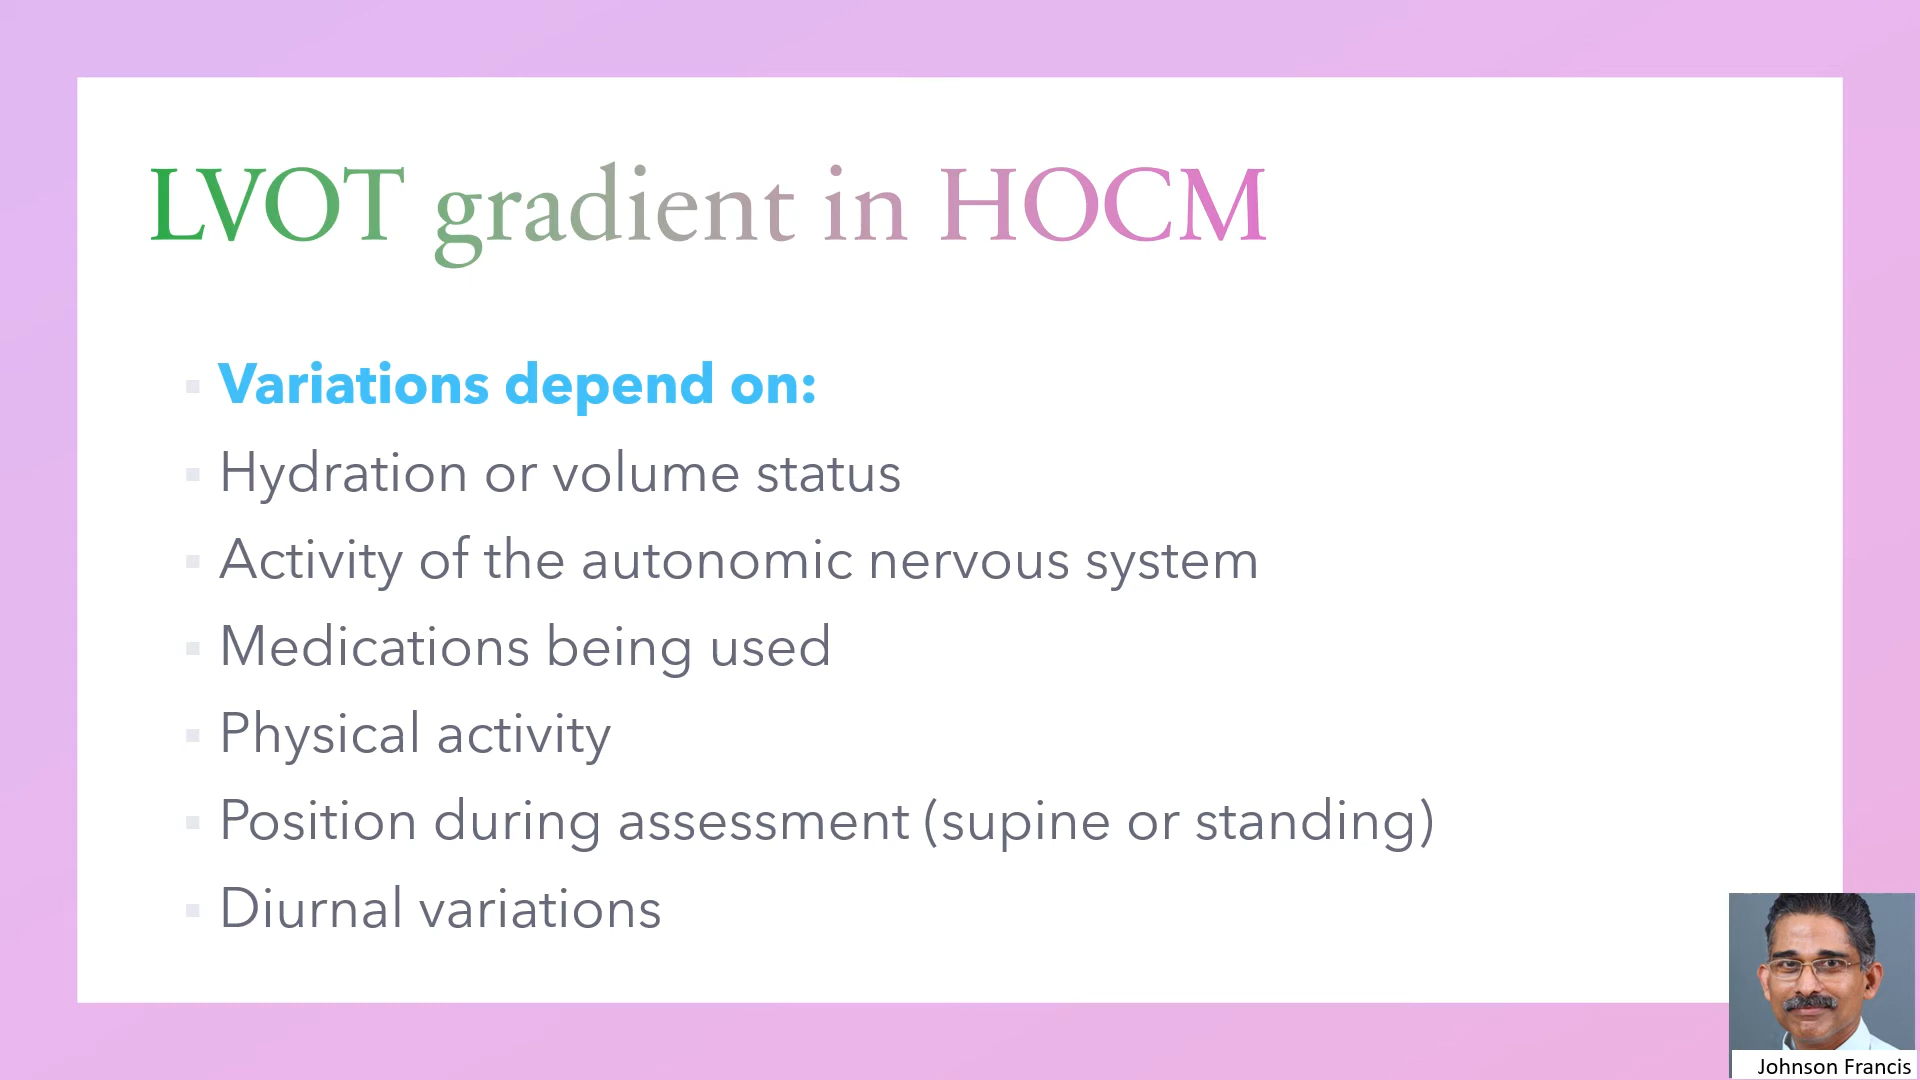 LVOT gradient in HOCM
Variations depend on:
Hydration or volume status
Activity of the autonomic nervous system
Medications being used
Physical activity
Position during assessment (supine or standing)
Diurnal variations
Johnson Francis